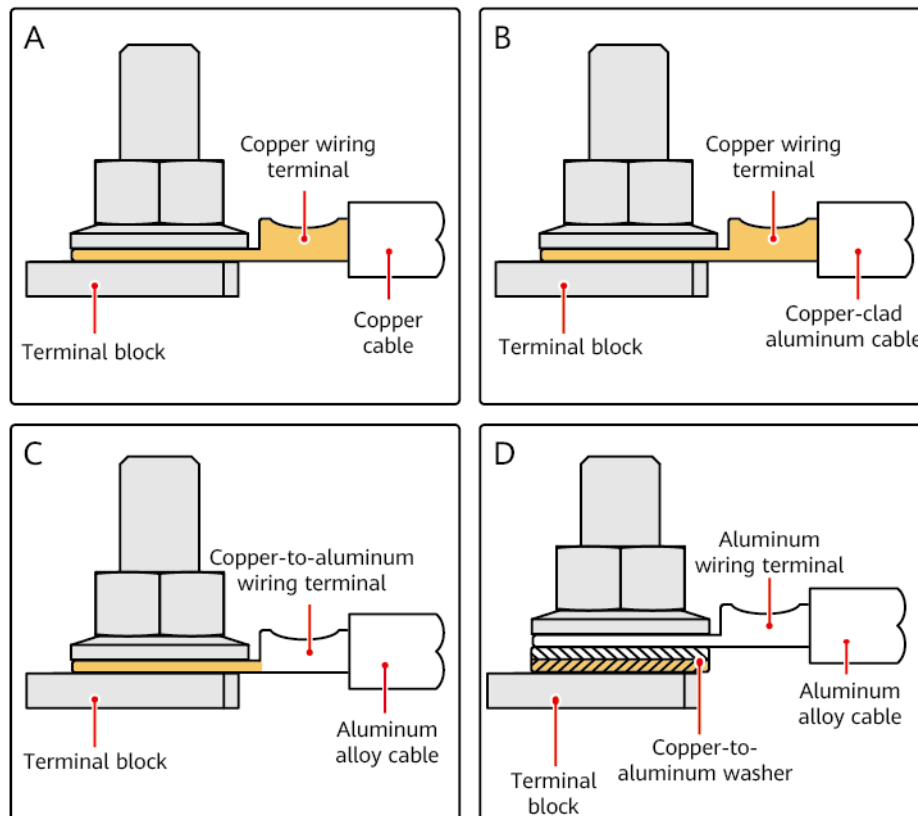 A
Copper wiring
terminal
Copper
cable
Terminal block
B
Copper wiring
terminal
Copper-clad
aluminum cable
Terminal block
C
Copper-to-aluminum
wiring terminal
Aluminum
alloy cable
Terminal block
D
Aluminum
wiring terminal
Aluminum
alloy cable
Copper-to-
aluminum washer
Terminal
block